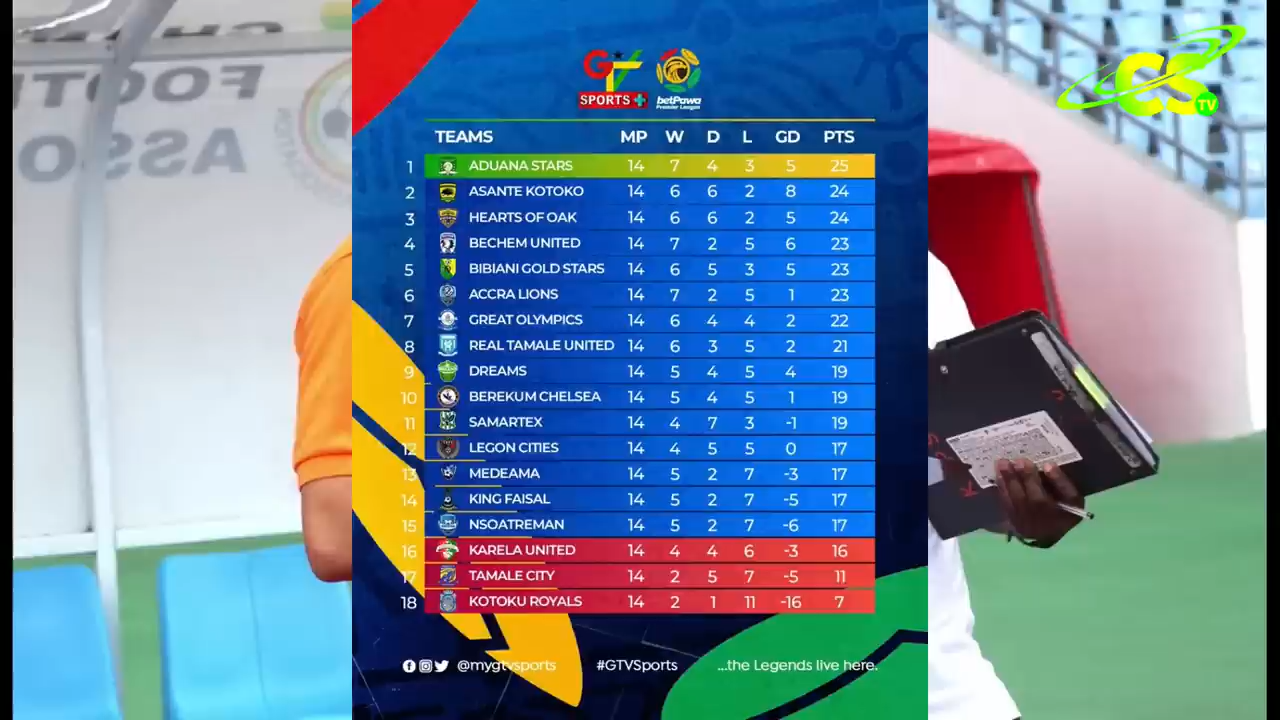 CS
TV
GTV
SPORTS +
betPawa
Premier League
TEAMS MP W D L GD PTS
1 ADUANA STARS 14 7 4 3 5 25
2 ASANTE KOTOKO 14 6 6 2 8 24
3 HEARTS OF OAK 14 6 6 2 5 24
4 BECHEM UNITED 14 7 2 5 6 23
5 BIBIANI GOLD STARS 14 6 5 3 5 23
6 ACCRA LIONS 14 7 2 5 1 23
7 GREAT OLYMPICS 14 6 4 4 2 22
8 REAL TAMALE UNITED 14 6 3 5 2 21
9 DREAMS 14 5 4 5 4 19
10 BEREKUM CHELSEA 14 5 4 5 1 19
11 SAMARTEX 14 4 7 3 -1 19
12 LEGON CITIES 14 4 5 5 0 17
13 MEDEAMA 14 5 2 7 -3 17
14 KING FAISAL 14 5 2 7 -5 17
15 NSOATREMAN 14 5 2 7 -6 17
16 KARELA UNITED 14 4 4 6 -3 16
17 TAMALE CITY 14 2 5 7 -5 11
18 KOTOKU ROYALS 14 2 1 11 -16 7
@mygtvsports #GTVSports ...the Legends live here.